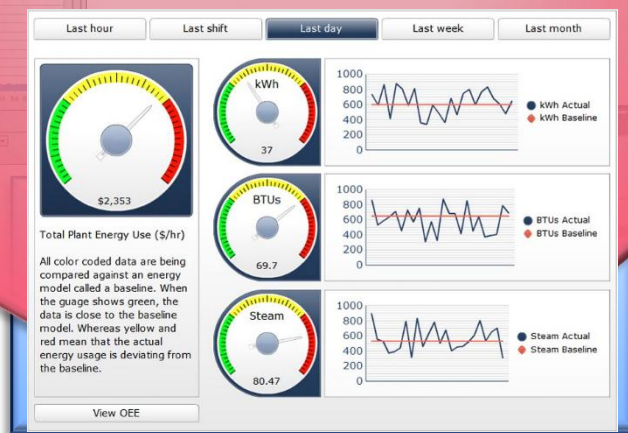 Last hour
Last shift
Last day
Last week
Last month
$2,353
Total Plant Energy Use ($/hr)
All color coded data are being
compared against an energy
model called a baseline. When
the guage shows green, the
data is close to the baseline
model. Whereas yellow and
red mean that the actual
energy usage is deviating from
the baseline.
View OEE
kWh
37
1000
800
600
400
200
0
kWh Actual
kWh Baseline
BTUs
69.7
1000
800
600
400
200
0
BTUs Actual
BTUs Baseline
Steam
80.47
1000
800
600
400
200
0
Steam Actual
Steam Baseline